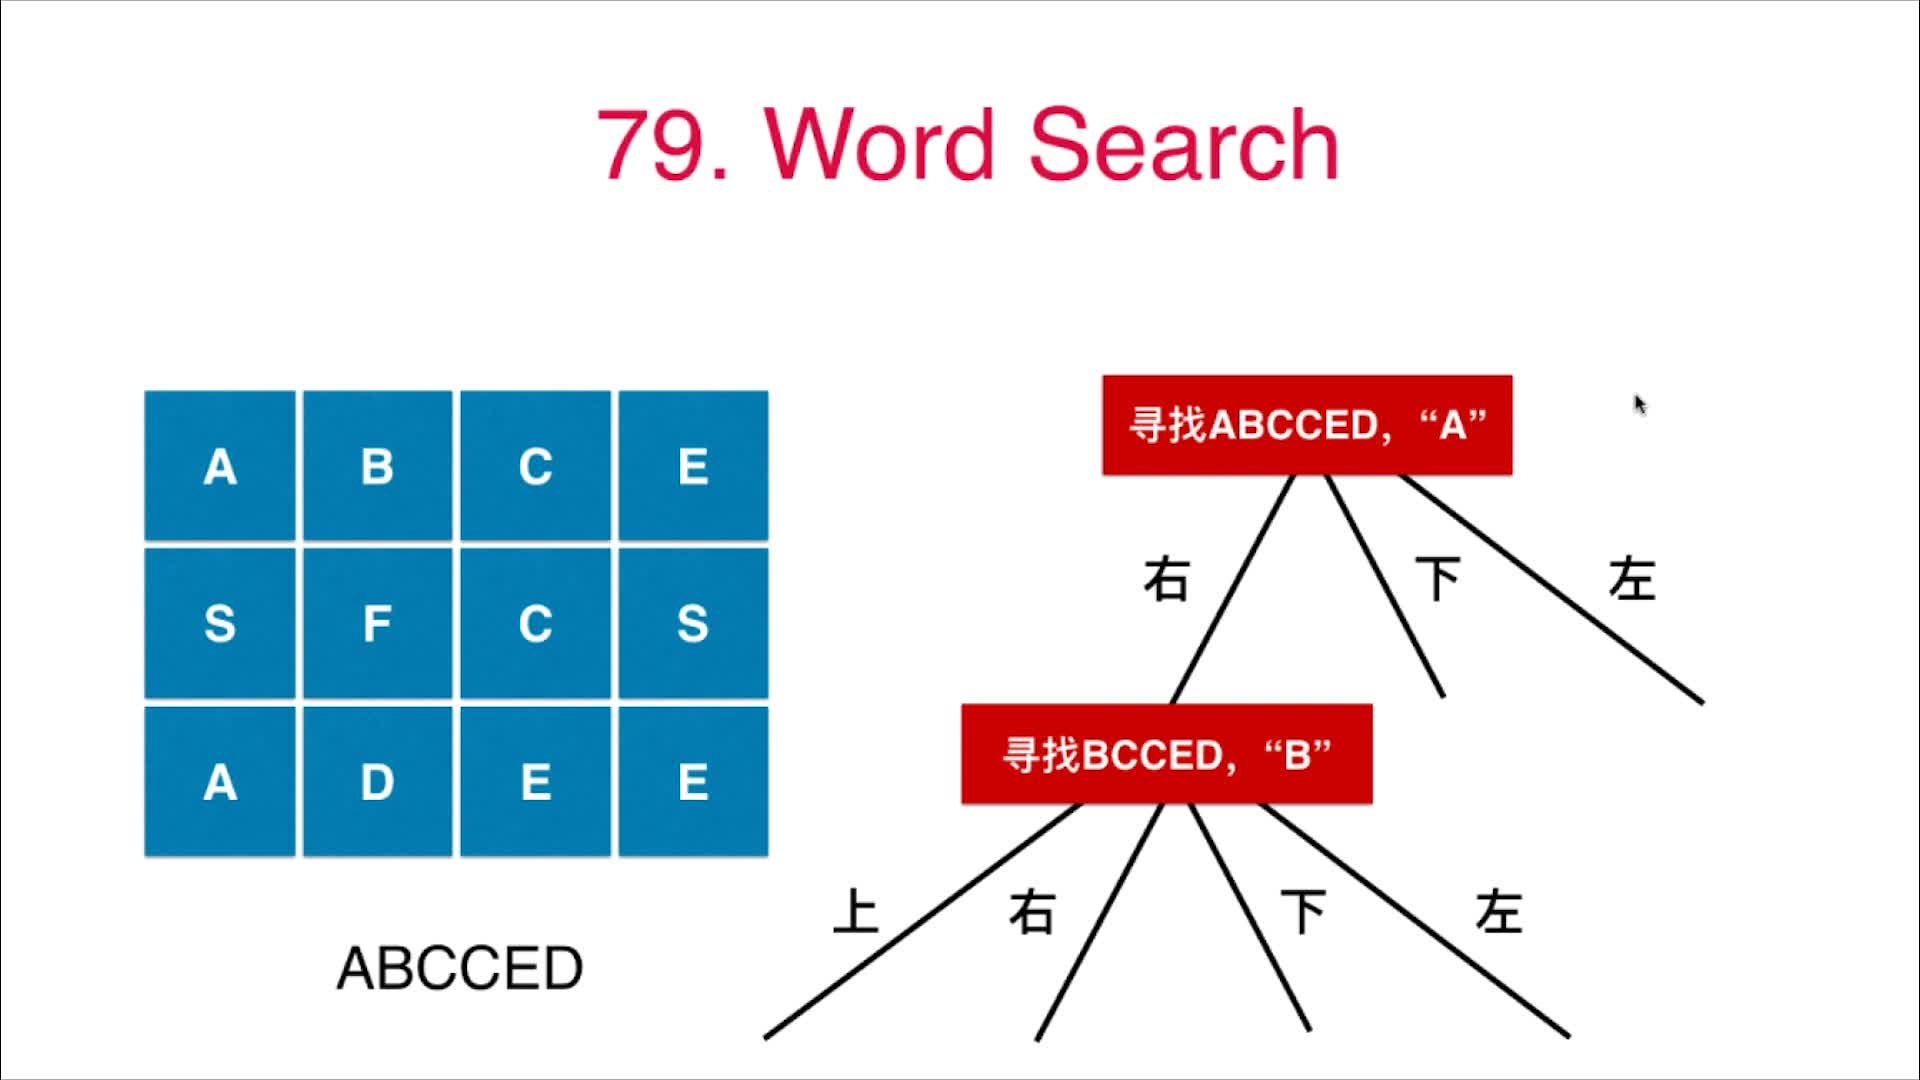 79. Word Search
A B C E
S F C S
A D E E
ABCCED
寻找ABCCED，“A”
右 下 左
寻找BCCED，“B”
上 右 下 左